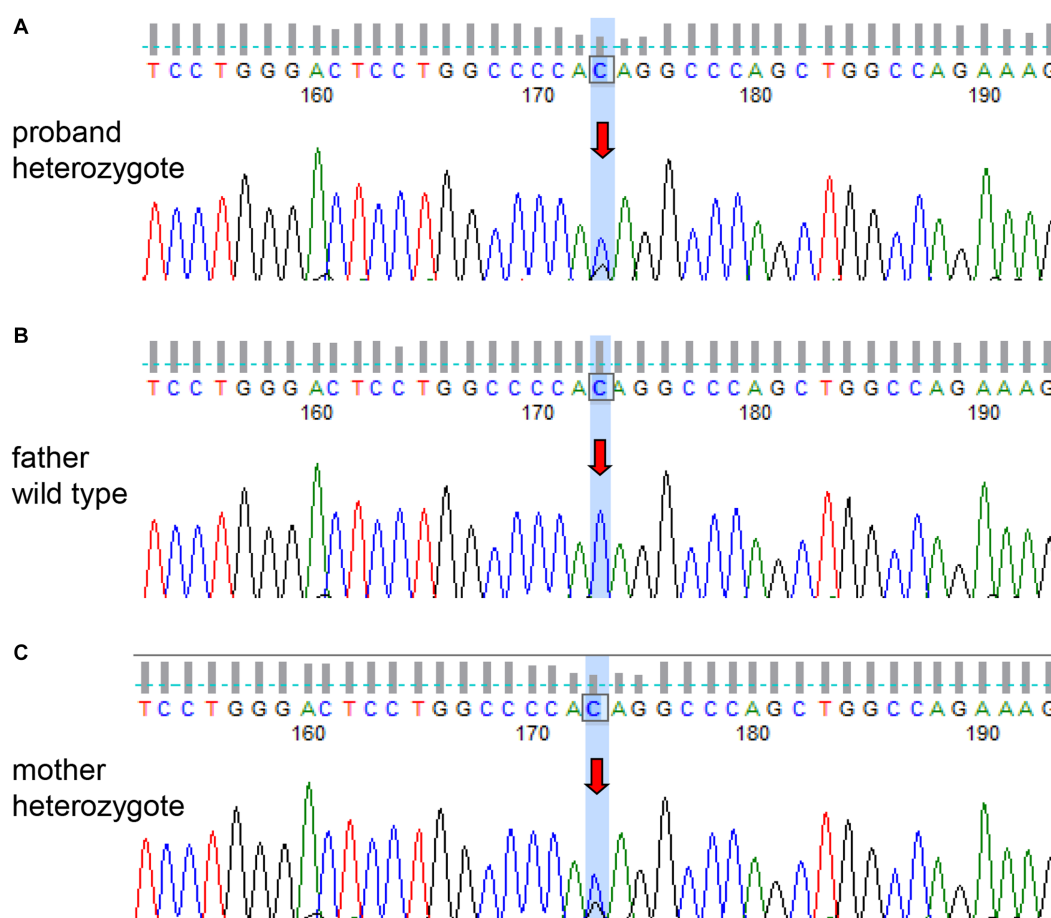 A
TCCTGGGACTCCTGGCCCCACAGGCCCAGCTGGCCAGAAAG
160 170 180 190
proband
heterozygote
B
TCCTGGGACTCCTGGCCCCACAGGCCCAGCTGGCCAGAAAG
160 170 180 190
father
wild type
C
TCCTGGGACTCCTGGCCCCACAGGCCCAGCTGGCCAGAAAG
160 170 180 190
mother
heterozygote